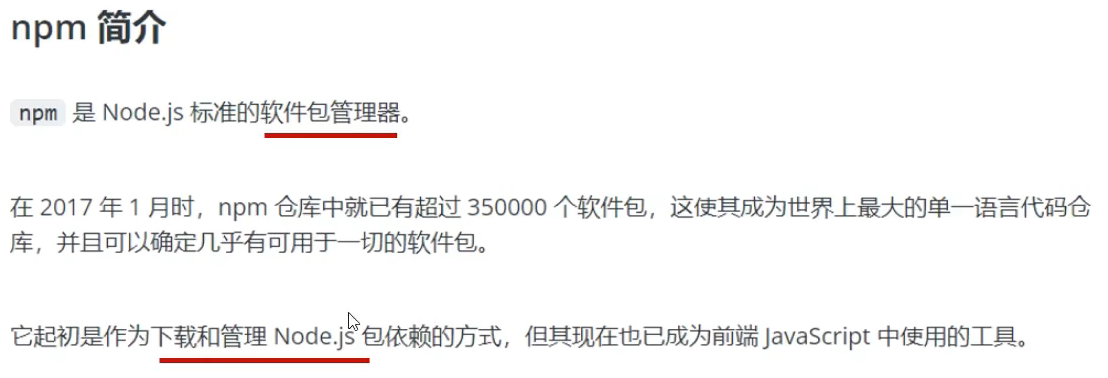 npm 简介
npm 是 Node.js 标准的软件包管理器。
在 2017 年 1 月时，npm 仓库中就已有超过 350000 个软件包，这使其成为世界上最大的单一语言代码仓
库，并且可以确定几乎有可用于一切的软件包。
它起初是作为下载和管理 Node.js 包依赖的方式，但其现在也已成为前端 JavaScript 中使用的工具。